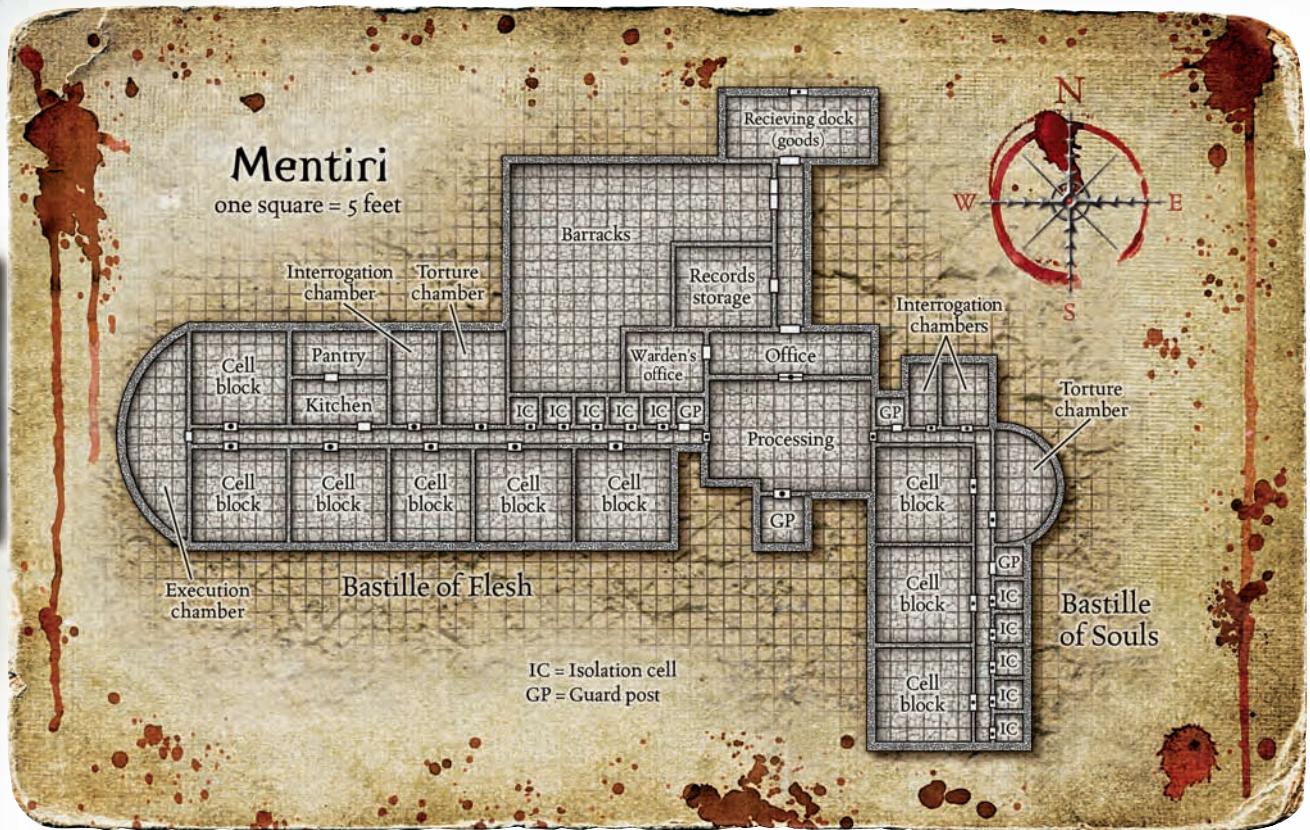 Mentiri
one square = 5 feet
N
W
E
S
Recieving dock
(goods)
Barracks
Records
storage
Interrogation
chamber
Torture
chamber
Interrogation
chambers
Cell
block
Pantry
Kitchen
Warden's
office
Office
Torture
chamber
IC
IC
IC
IC
IC
GP
GP
Processing
Cell
block
Cell
block
Cell
block
Cell
block
Cell
block
GP
Cell
block
Execution
chamber
Bastille of Flesh
GP
IC
IC
IC
IC
IC
Cell
block
Cell
block
Bastille
of Souls
IC = Isolation cell
GP = Guard post